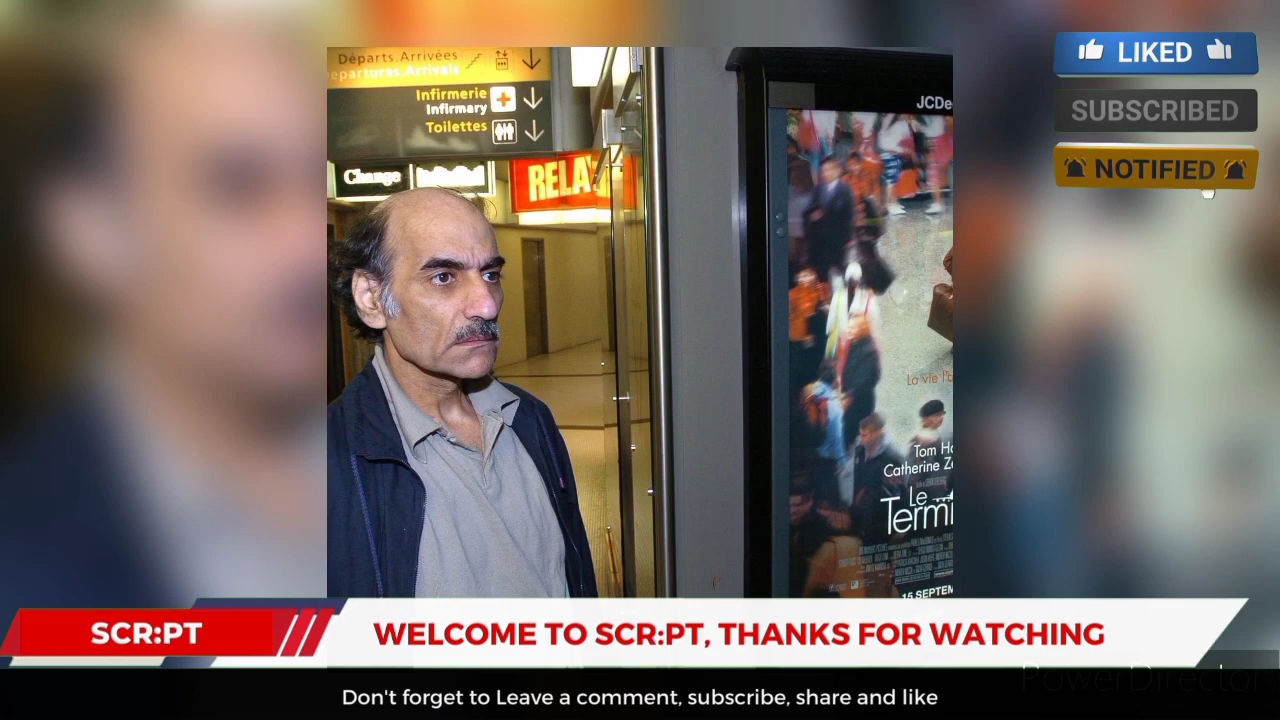 Départs.Arrivées
epartures.Arrivals
Infirmerie
Infirmary
Toilettes
Change
RELA
JCDe
LIKED
SUBSCRIBED
NOTIFIED
La vie l'
Tom Ha
Catherine Z
Le
Termi
15 SEPTEM
SCR:PT
WELCOME TO SCR:PT, THANKS FOR WATCHING
PowerDirector
Don't forget to Leave a comment, subscribe, share and like